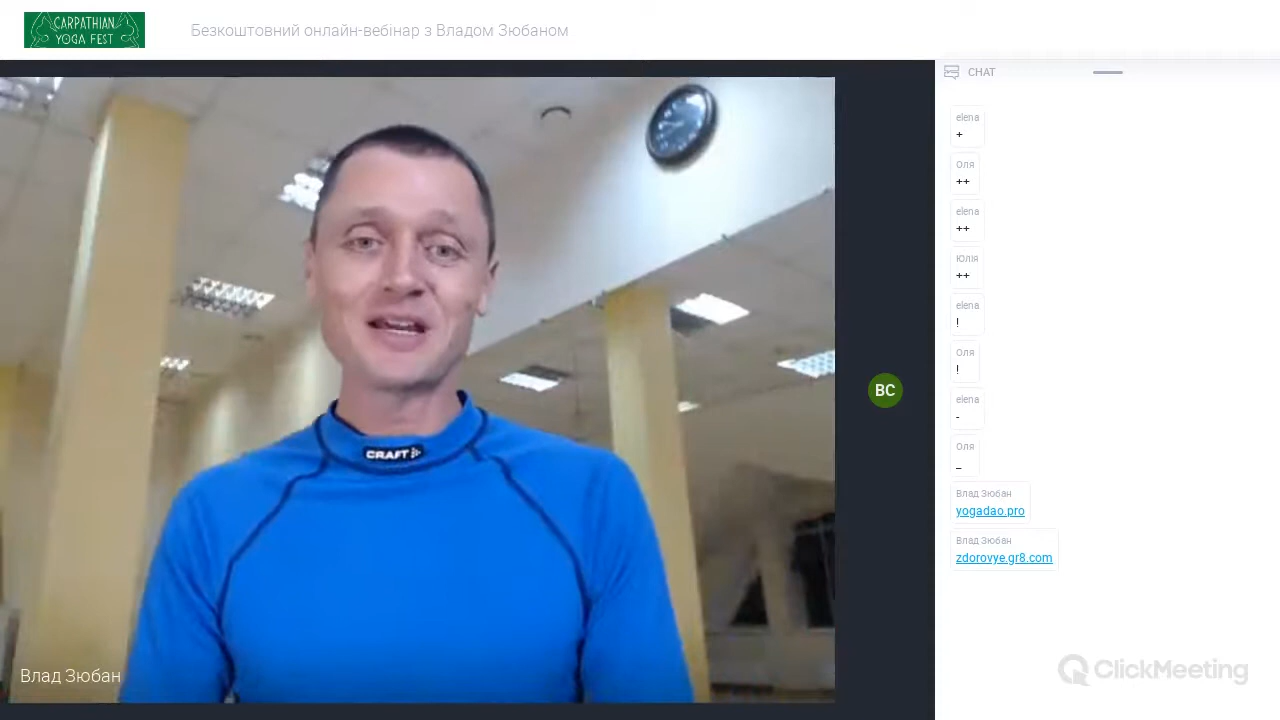 CARPATHIAN
YOGA FEST
Безкоштовний онлайн-вебінар з Владом Зюбаном
CHAT
elena
+
Оля
++
elena
++
Юлія
++
elena
!
Оля
!
elena
-
Оля
_
Влад Зюбан
yogadao.pro
Влад Зюбан
zdorovye.gr8.com
CRAFT
ВС
Влад Зюбан
ClickMeeting